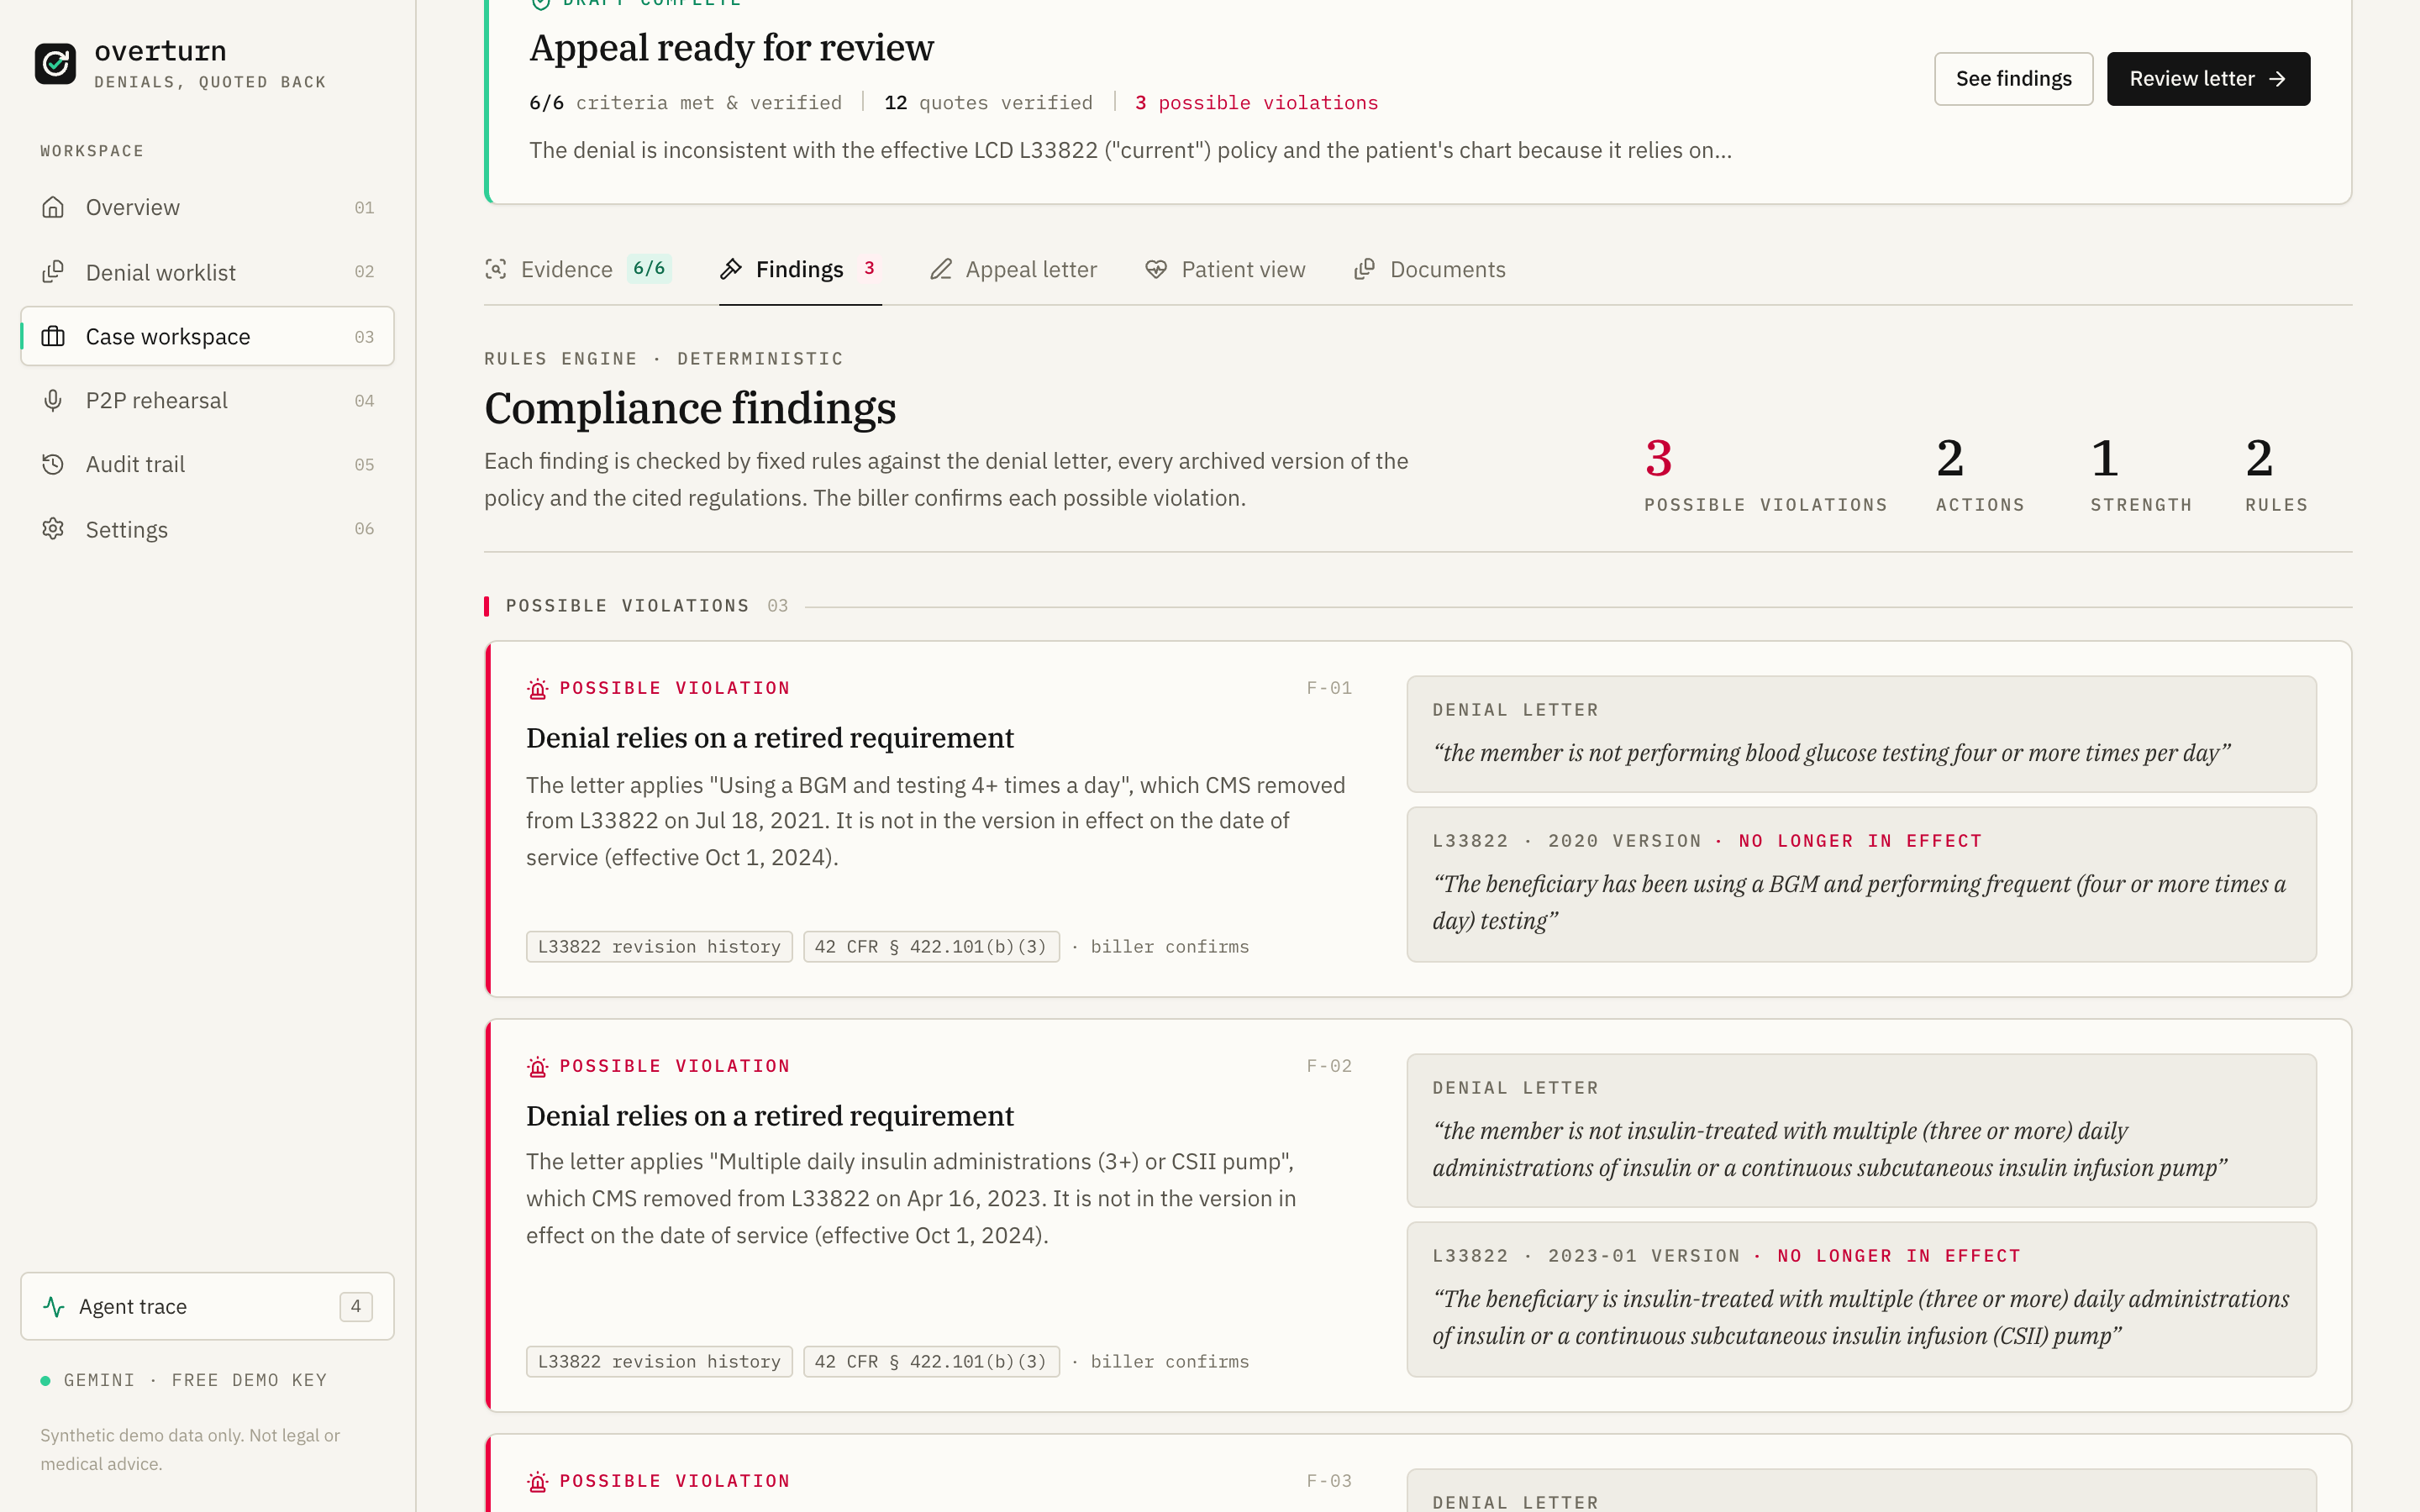 overturn
DENIALS, QUOTED BACK
WORKSPACE
Overview 01
Denial worklist 02
Case workspace 03
P2P rehearsal 04
Audit trail 05
Settings 06
Agent trace 4
GEMINI · FREE DEMO KEY
Synthetic demo data only. Not legal or
medical advice.
DRAFT COMPLETE
Appeal ready for review
6/6 criteria met & verified 12 quotes verified 3 possible violations
The denial is inconsistent with the effective LCD L33822 ("current") policy and the patient's chart because it relies on...
See findings
Review letter →
Evidence 6/6 Findings 3 Appeal letter Patient view Documents
RULES ENGINE · DETERMINISTIC
Compliance findings
Each finding is checked by fixed rules against the denial letter, every archived version of the
policy and the cited regulations. The biller confirms each possible violation.
3 2 1 2
POSSIBLE VIOLATIONS ACTIONS STRENGTH RULES
POSSIBLE VIOLATIONS 03
POSSIBLE VIOLATION F-01
Denial relies on a retired requirement
The letter applies "Using a BGM and testing 4+ times a day", which CMS removed
from L33822 on Jul 18, 2021. It is not in the version in effect on the date of
service (effective Oct 1, 2024).
L33822 revision history 42 CFR § 422.101(b)(3) · biller confirms
DENIAL LETTER
“the member is not performing blood glucose testing four or more times per day”
L33822 · 2020 VERSION · NO LONGER IN EFFECT
“The beneficiary has been using a BGM and performing frequent (four or more times a
day) testing”
POSSIBLE VIOLATION F-02
Denial relies on a retired requirement
The letter applies "Multiple daily insulin administrations (3+) or CSII pump",
which CMS removed from L33822 on Apr 16, 2023. It is not in the version in
effect on the date of service (effective Oct 1, 2024).
L33822 revision history 42 CFR § 422.101(b)(3) · biller confirms
DENIAL LETTER
“the member is not insulin-treated with multiple (three or more) daily
administrations of insulin or a continuous subcutaneous insulin infusion pump”
L33822 · 2023-01 VERSION · NO LONGER IN EFFECT
“The beneficiary is insulin-treated with multiple (three or more) daily administrations
of insulin or a continuous subcutaneous insulin infusion (CSII) pump”
POSSIBLE VIOLATION F-03
DENIAL LETTER